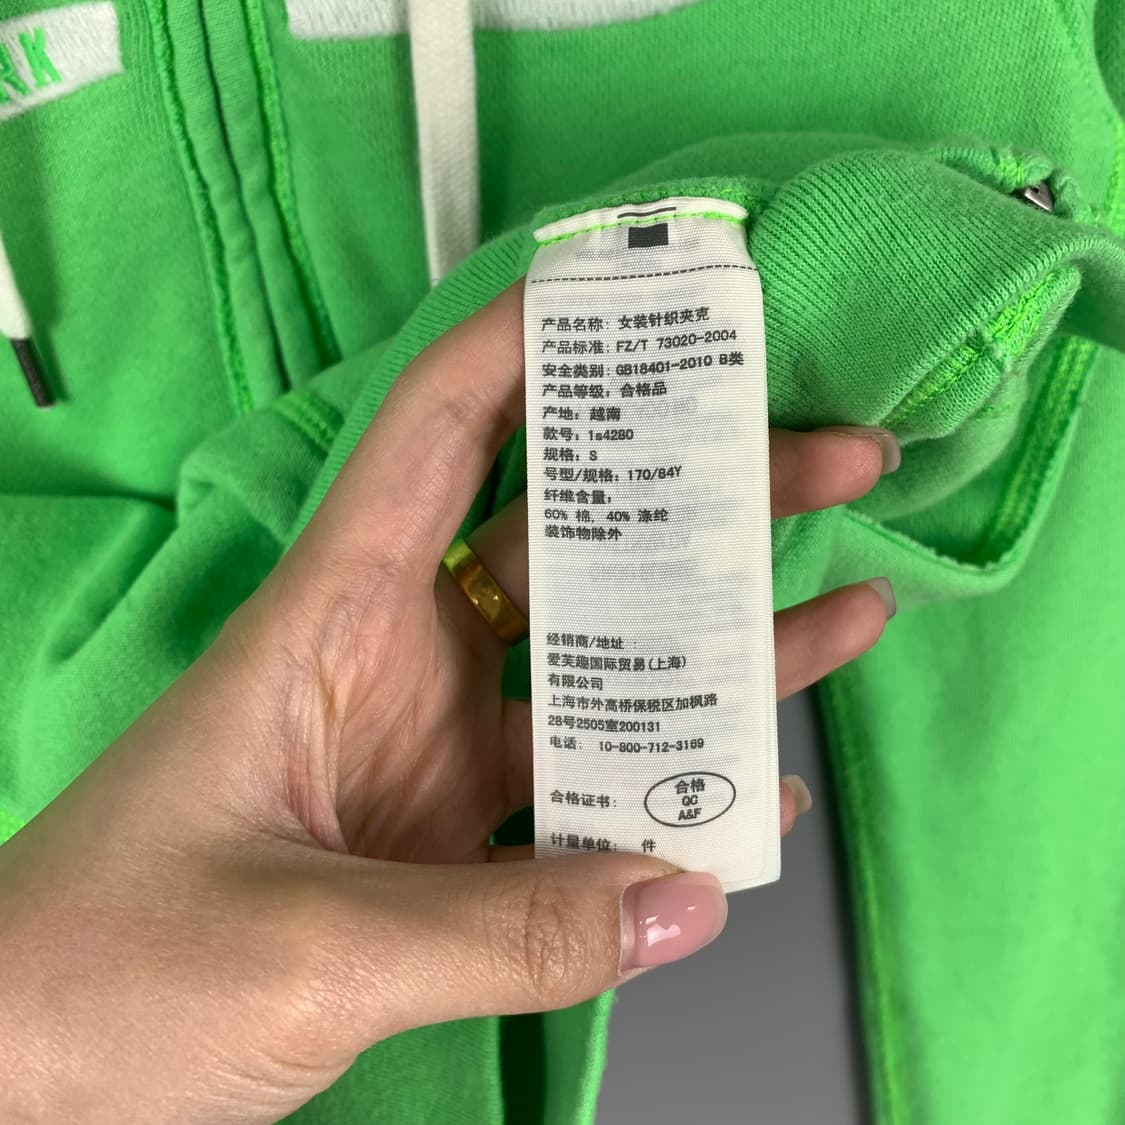 RK
产品名称: 女装针织夹克
产品标准: FZ/T 73020-2004
安全类别: GB18401-2010 B类
产品等级: 合格品
产地: 越南
款号: 1s4280
规格: S
号型/规格: 170/84Y
纤维含量:
60% 棉, 40% 涤纶
装饰物除外
经销商/地址 :
爱芙趣国际贸易(上海)
有限公司
上海市外高桥保税区加枫路
28号2505室200131
电话: 10-800-712-3169
合格证书:
合格
QC
A&F
计量单位: 件